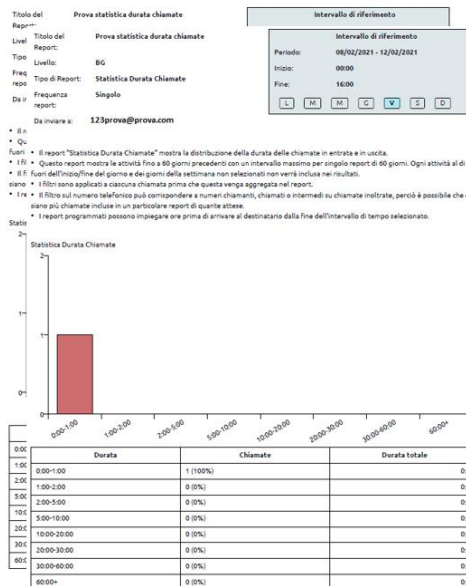 Titolo del Prova statistica durata chiamate
Intervallo di riferimento
Titolo del Report: Prova statistica durata chiamate
Livello: BG
Tipo di Report: Statistica Durata Chiamate
Frequenza report: Singolo
Da inviare a: 123prova@prova.com
Intervallo di riferimento
Periodo: 08/02/2021 - 12/02/2021
Inizio: 00:00
Fine: 16:00
L M M G V S D
• Il report "Statistica Durata Chiamate" mostra la distribuzione della durata delle chiamate in entrata e in uscita.
• Questo report mostra le attività fino a 60 giorni precedenti con un intervallo massimo per singolo report di 60 giorni. Ogni attività al di
fuori dell'inizio/fine del giorno e dei giorni della settimana non selezionati non verrà inclusa nei risultati.
• I filtri sono applicati a ciascuna chiamata prima che questa venga aggregata nel report.
• Il filtro sul numero telefonico può corrispondere a numeri chiamanti, chiamati o intermedi su chiamate inoltrate, perciò è possibile che
siano più chiamate incluse in un particolare report di quante attese.
• I report programmati possono impiegare ore prima di arrivare al destinatario dalla fine dell'intervallo di tempo selezionato.
Statistica Durata Chiamate
2
1
0
0:00-1:00 1:00-2:00 2:00-5:00 5:00-10:00 10:00-20:00 20:00-30:00 30:00-60:00 60:00+
Durata Chiamate Durata totale
0:00-1:00 1 (100%)
1:00-2:00 0 (0%)
2:00-5:00 0 (0%)
5:00-10:00 0 (0%)
10:00-20:00 0 (0%)
20:00-30:00 0 (0%)
30:00-60:00 0 (0%)
60:00+ 0 (0%)